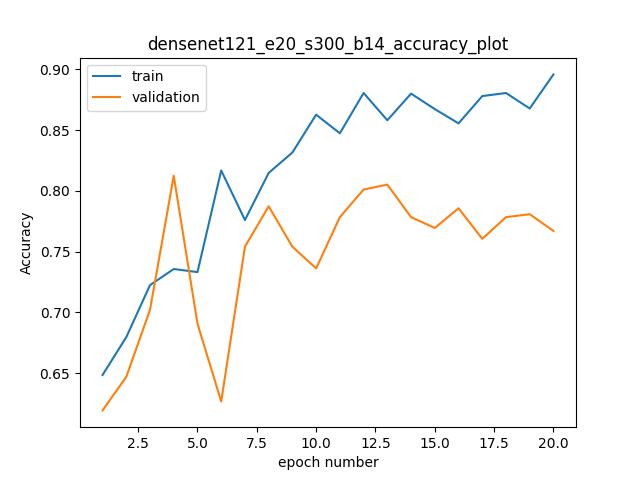 densenet121_e20_s300_b14_accuracy_plot
train
validation
0.90
0.85
0.80
0.75
0.70
0.65
Accuracy
2.5 5.0 7.5 10.0 12.5 15.0 17.5 20.0
epoch number